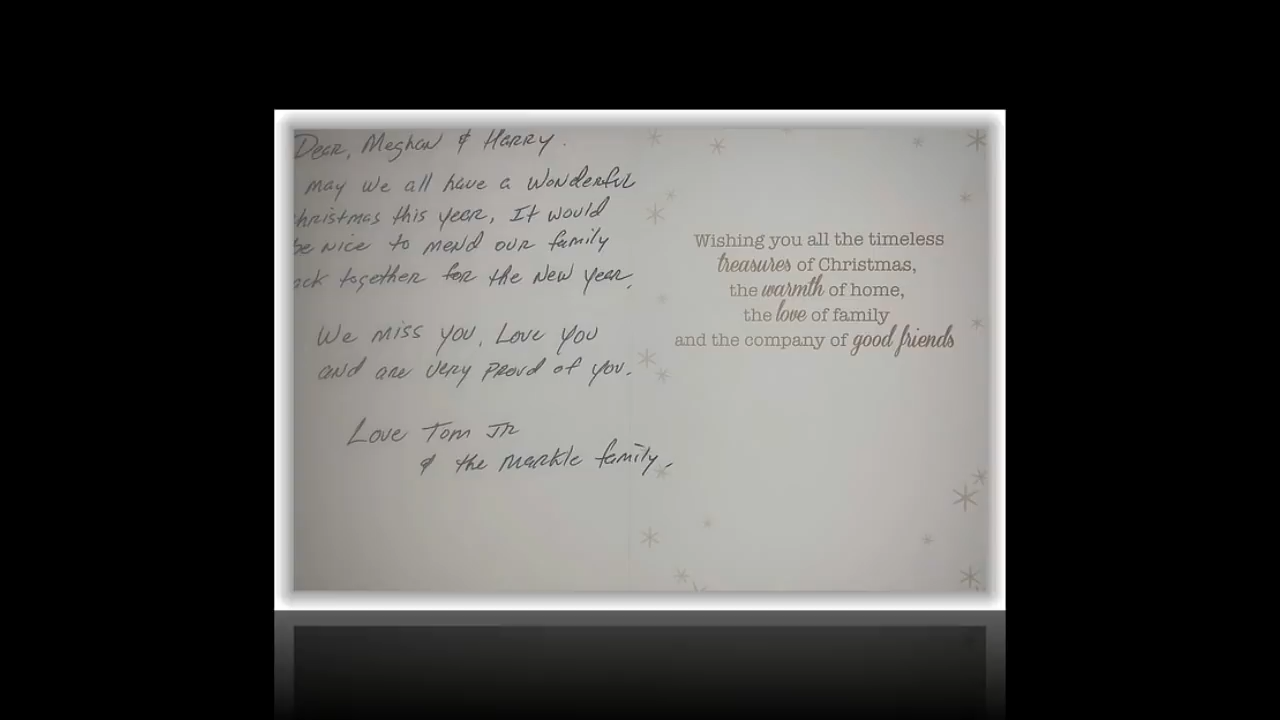 Dear, Meghan & Harry.
may we all have a wonderful
hristmas this year, It would
be nice to mend our family
ck together for the New year.
We miss you, Love you
and are very proud of you.
Love Tom Jr
& the Markle family.
Wishing you all the timeless
treasures of Christmas,
the warmth of home,
the love of family
and the company of good friends